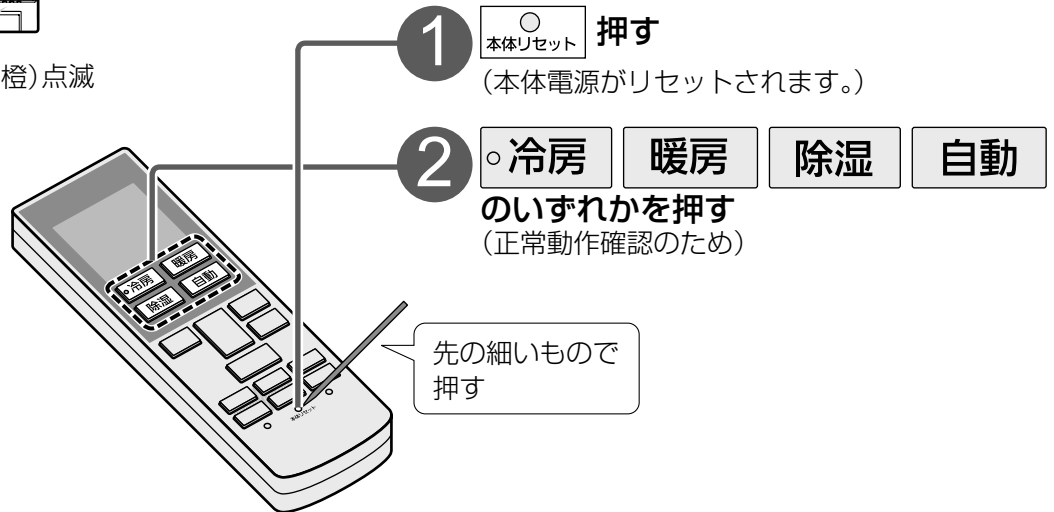 橙)点滅
1
本体リセット 押す
(本体電源がリセットされます。)
2
冷房 暖房 除湿 自動
のいずれかを押す
(正常動作確認のため)
冷房 暖房
除湿 自動
先の細いもので
押す
本体リセット